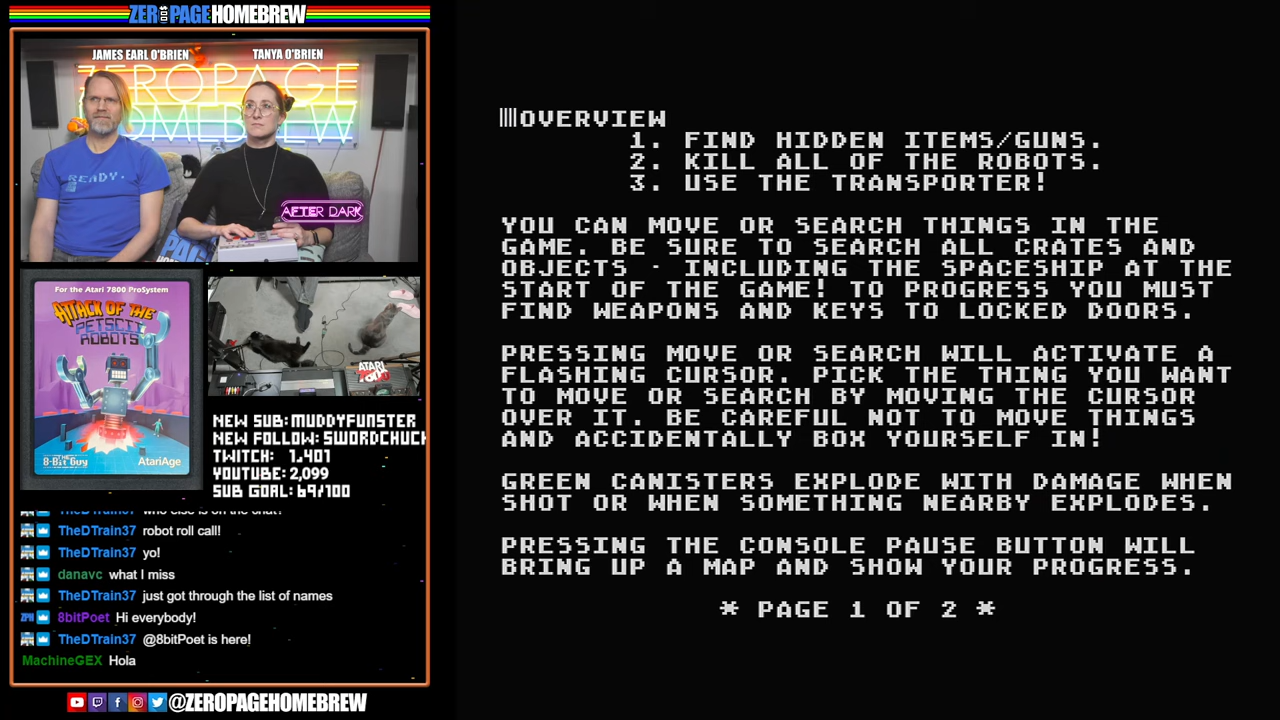 ZEROPAGE HOMEBREW
JAMES EARL O'BRIEN
TANYA O'BRIEN
ZEROPAGE
HOMEBREW
READY.
AFTER DARK
For the Atari 7800 ProSystem
ATTACK OF THE
PETSCII
ROBOTS
8-Bit Guy
AtariAge
ATARI
NEW SUB: MUDDYFUNSTER
NEW FOLLOW: SWORDCHUCK
TWITCH: 1,401
YOUTUBE: 2,099
SUB GOAL: 69/100
TheDTrain37 who else is on the chat?
TheDTrain37 robot roll call!
TheDTrain37 yo!
danavc what I miss
TheDTrain37 just got through the list of names
8bitPoet Hi everybody!
TheDTrain37 @8bitPoet is here!
MachineGEX Hola
@ZEROPAGEHOMEBREW
OVERVIEW
1. FIND HIDDEN ITEMS/GUNS.
2. KILL ALL OF THE ROBOTS.
3. USE THE TRANSPORTER!
YOU CAN MOVE OR SEARCH THINGS IN THE
GAME. BE SURE TO SEARCH ALL CRATES AND
OBJECTS - INCLUDING THE SPACESHIP AT THE
START OF THE GAME! TO PROGRESS YOU MUST
FIND WEAPONS AND KEYS TO LOCKED DOORS.
PRESSING MOVE OR SEARCH WILL ACTIVATE A
FLASHING CURSOR. PICK THE THING YOU WANT
TO MOVE OR SEARCH BY MOVING THE CURSOR
OVER IT. BE CAREFUL NOT TO MOVE THINGS
AND ACCIDENTALLY BOX YOURSELF IN!
GREEN CANISTERS EXPLODE WITH DAMAGE WHEN
SHOT OR WHEN SOMETHING NEARBY EXPLODES.
PRESSING THE CONSOLE PAUSE BUTTON WILL
BRING UP A MAP AND SHOW YOUR PROGRESS.
* PAGE 1 OF 2 *